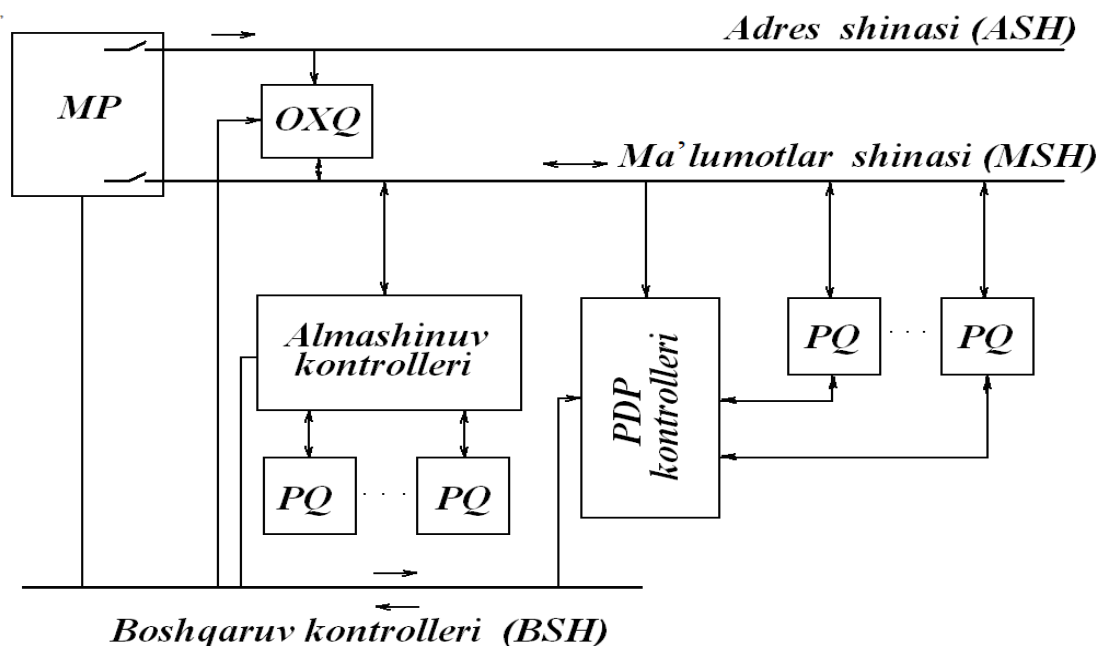 Adres shinasi (ASH)
MP
OXQ
Ma’lumotlar shinasi (MSH)
Almashinuv
kontrolleri
PDP
kontrolleri
PQ . . . PQ
PQ . . . PQ
Boshqaruv kontrolleri (BSH)